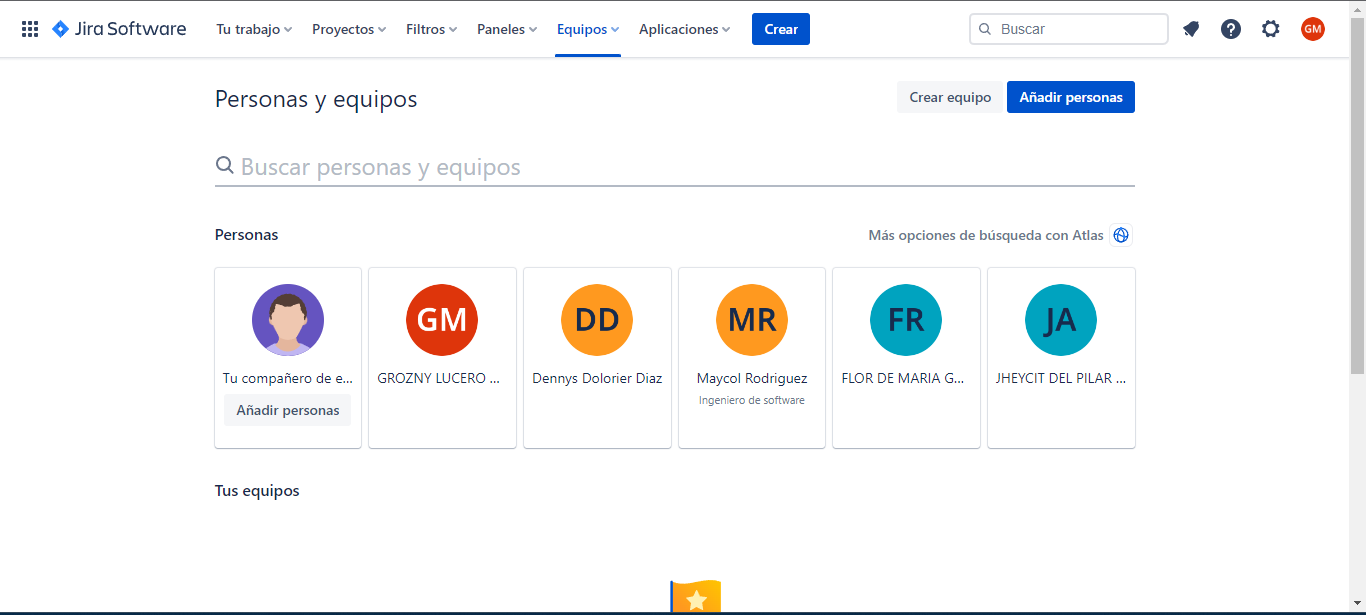 Jira Software Tu trabajo Proyectos Filtros Paneles Equipos Aplicaciones Crear Buscar GM
Personas y equipos Crear equipo Añadir personas
Buscar personas y equipos
Personas Más opciones de búsqueda con Atlas
GM DD MR FR JA
Tu compañero de e... GROZNY LUCERO ... Dennys Dolorier Diaz Maycol Rodriguez FLOR DE MARIA G... JHEYCIT DEL PILAR ...
Añadir personas Ingeniero de software
Tus equipos